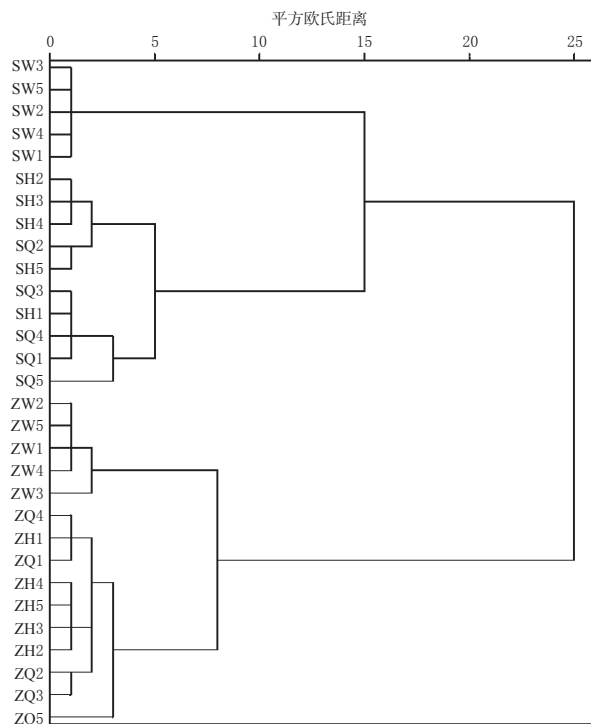 平方欧氏距离
0 5 10 15 20 25
SW3
SW5
SW2
SW4
SW1
SH2
SH3
SH4
SQ2
SH5
SQ3
SH1
SQ4
SQ1
SQ5
ZW2
ZW5
ZW1
ZW4
ZW3
ZQ4
ZH1
ZQ1
ZH4
ZH5
ZH3
ZH2
ZQ2
ZQ3
ZQ5